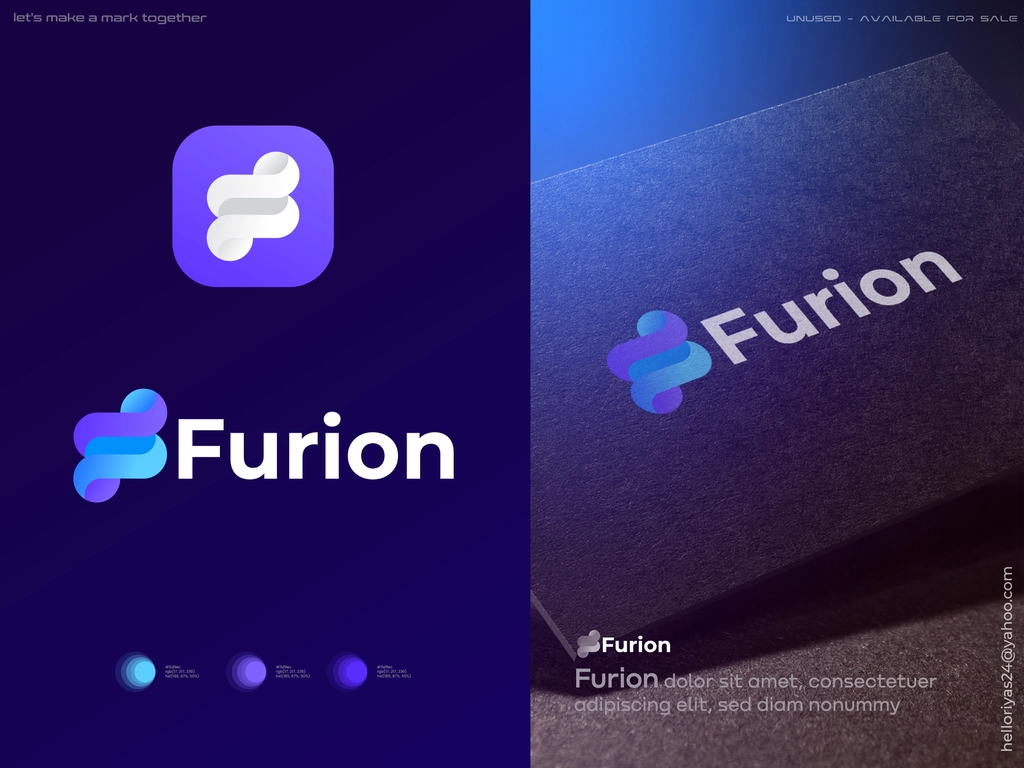 let's make a mark together
UNUSED - AVAILABLE FOR SALE
Furion
Furion
Furion
Furion dolor sit amet, consectetuer
adipiscing elit, sed diam nonummy
helloriyas24@yahoo.com